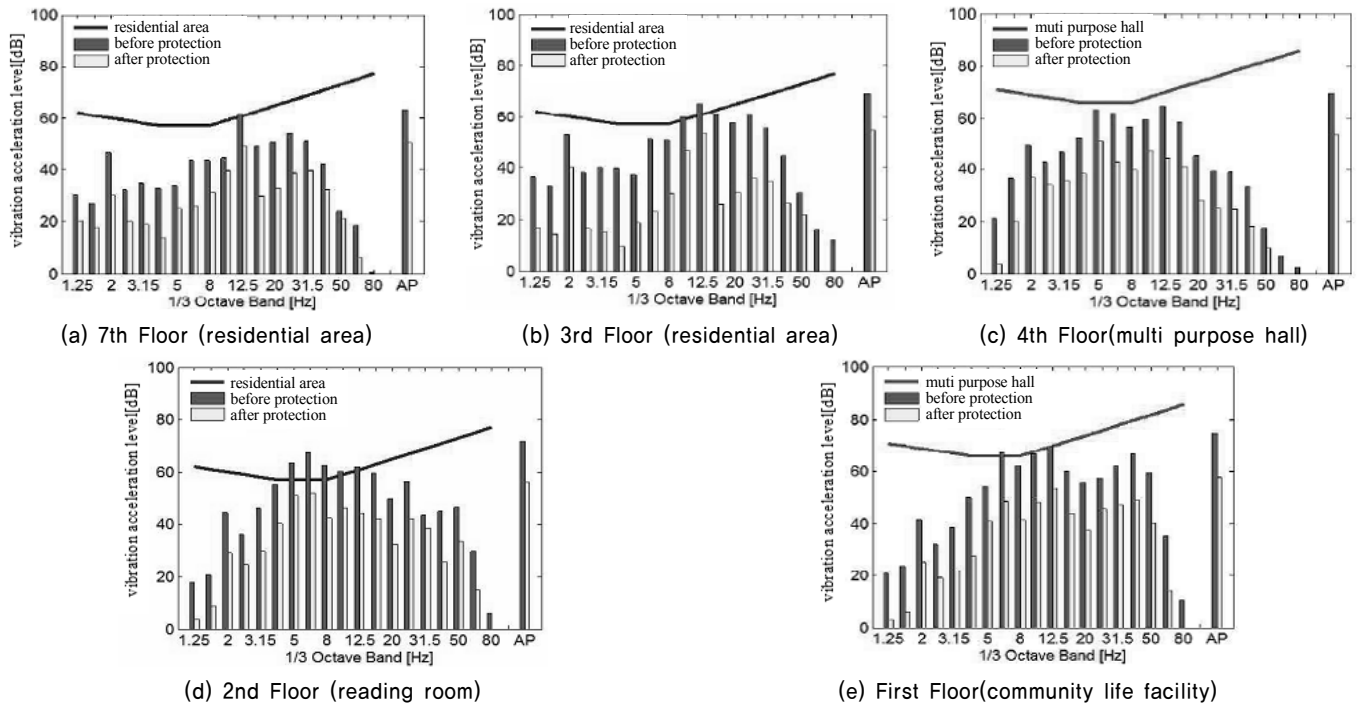 100
80
60
40
20
0
vibration acceleration level[dB]
residential area
before protection
after protection
1.25 2 3.15 5 8 12.5 20 31.5 50 80 AP
1/3 Octave Band [Hz]
(a) 7th Floor (residential area)
100
80
60
40
20
0
vibration acceleration level[dB]
residential area
before protection
after protection
1.25 2 3.15 5 8 12.5 20 31.5 50 80 AP
1/3 Octave Band [Hz]
(b) 3rd Floor (residential area)
100
80
60
40
20
0
vibration acceleration level[dB]
muti purpose hall
before protection
after protection
1.25 2 3.15 5 8 12.5 20 31.5 50 80 AP
1/3 Octave Band [Hz]
(c) 4th Floor(multi purpose hall)
100
80
60
40
20
0
vibration acceleration level[dB]
residential area
before protection
after protection
1.25 2 3.15 5 8 12.5 20 31.5 50 80 AP
1/3 Octave Band [Hz]
(d) 2nd Floor (reading room)
100
80
60
40
20
0
vibration acceleration level[dB]
muti purpose hall
before protection
after protection
1.25 2 3.15 5 8 12.5 20 31.5 50 80 AP
1/3 Octave Band [Hz]
(e) First Floor(community life facility)